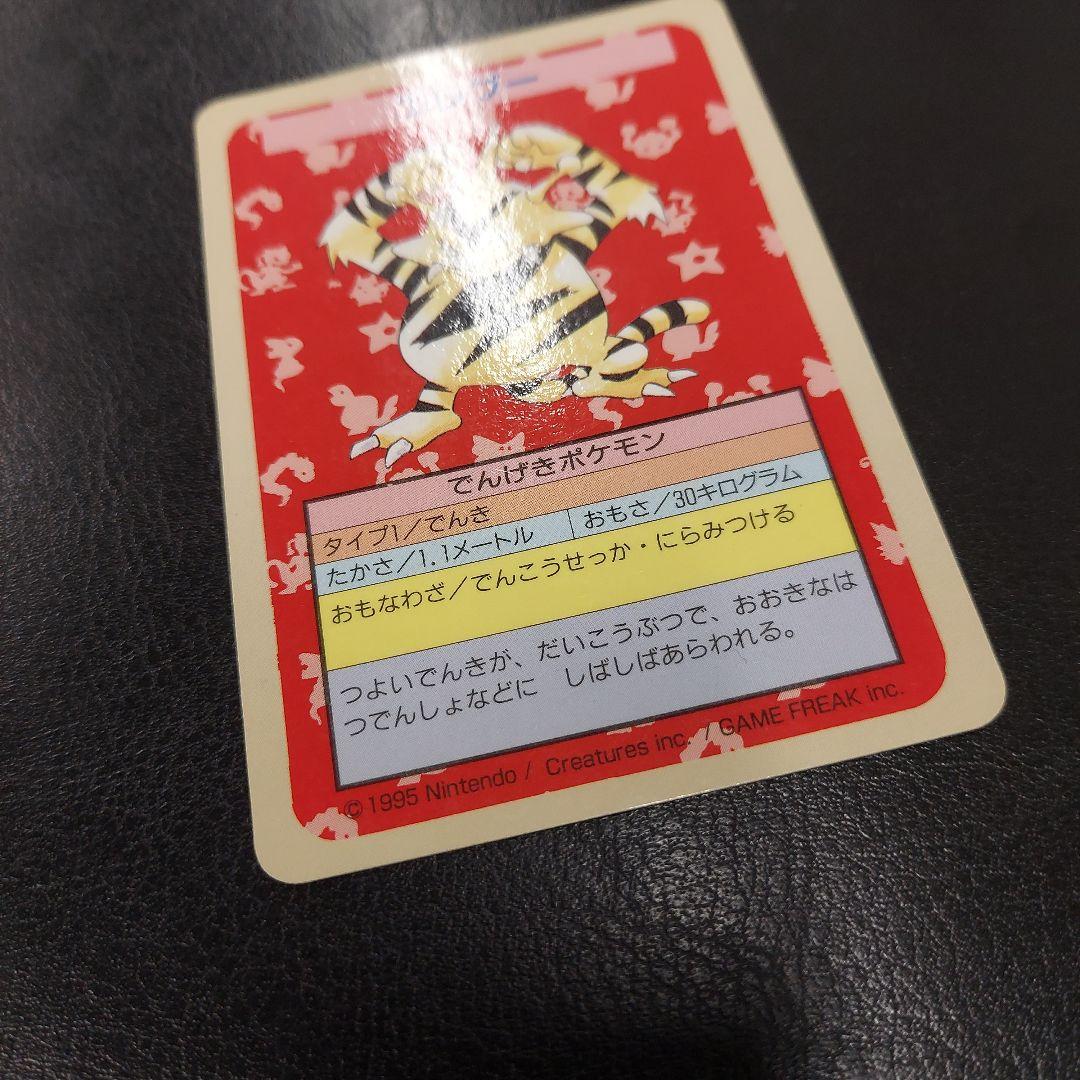 でんげきポケモン
タイプ1/でんき
たかさ/1.1メートル おもさ/30キログラム
おもなわざ/でんこうせっか・にらみつける
つよいでんきが、だいこうぶつで、おおきなは
つでんしょなどに しばしばあらわれる。
©1995 Nintendo / Creatures inc. / GAME FREAK inc.